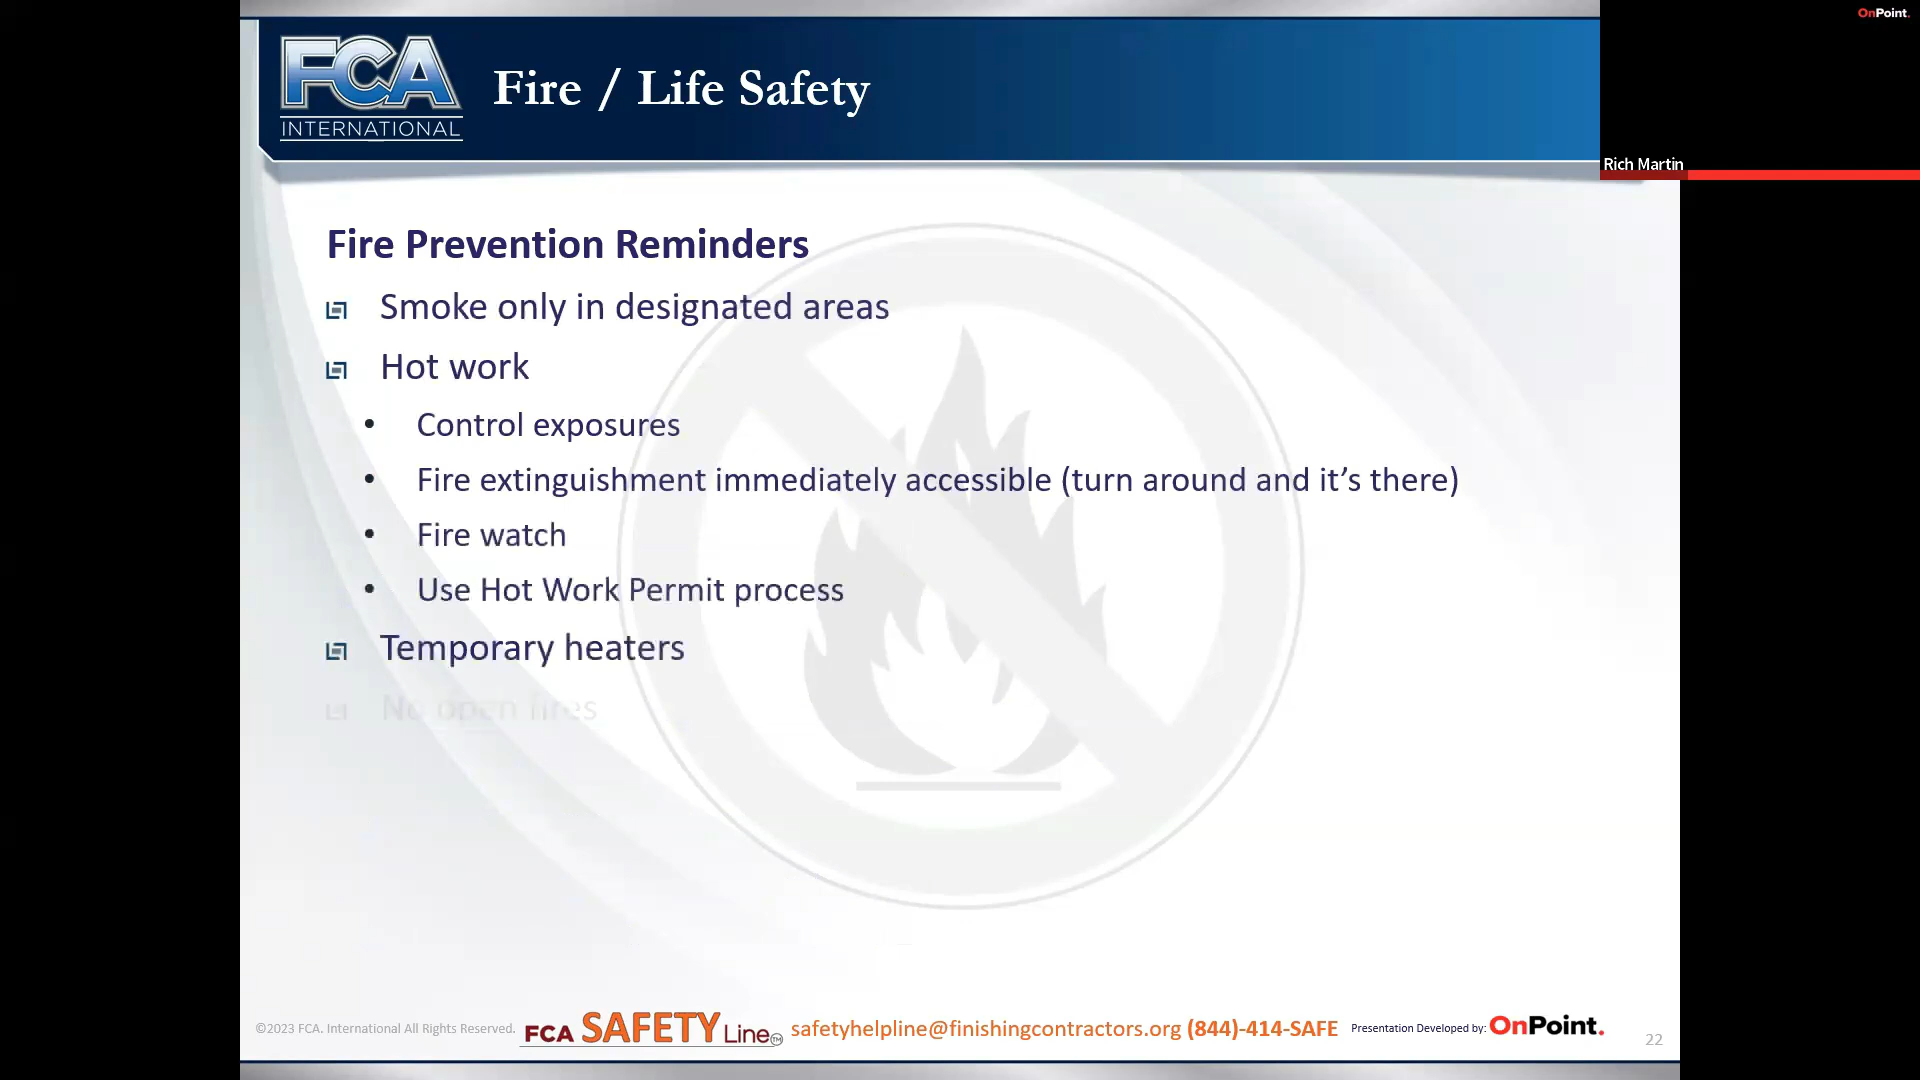 OnPoint.
FCA
INTERNATIONAL
Fire / Life Safety
Rich Martin
Fire Prevention Reminders
Smoke only in designated areas
Hot work
• Control exposures
• Fire extinguishment immediately accessible (turn around and it’s there)
• Fire watch
• Use Hot Work Permit process
Temporary heaters
No open fires
©2023 FCA. International All Rights Reserved. FCA SAFETY Line TM safetyhelpline@finishingcontractors.org (844)-414-SAFE Presentation Developed by: OnPoint.
22